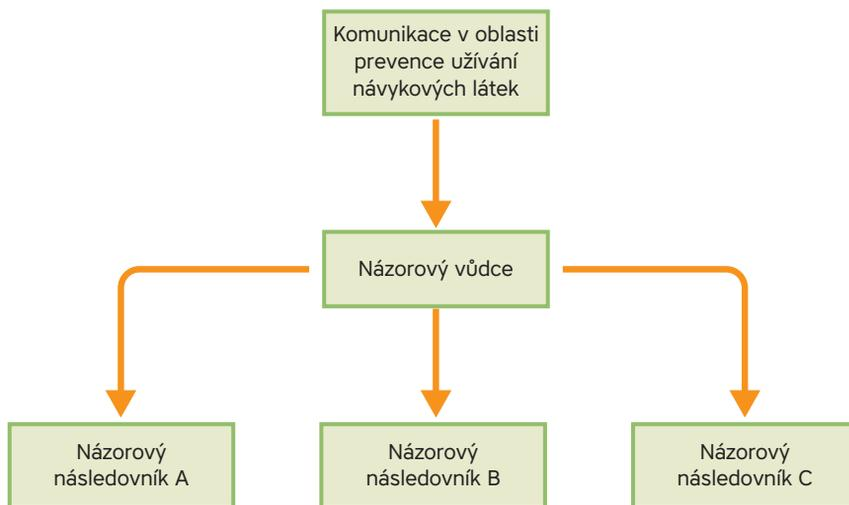 Komunikace v oblasti
prevence užívání
návykových látek
Názorový vůdce
Názorový
následovník A
Názorový
následovník B
Názorový
následovník C